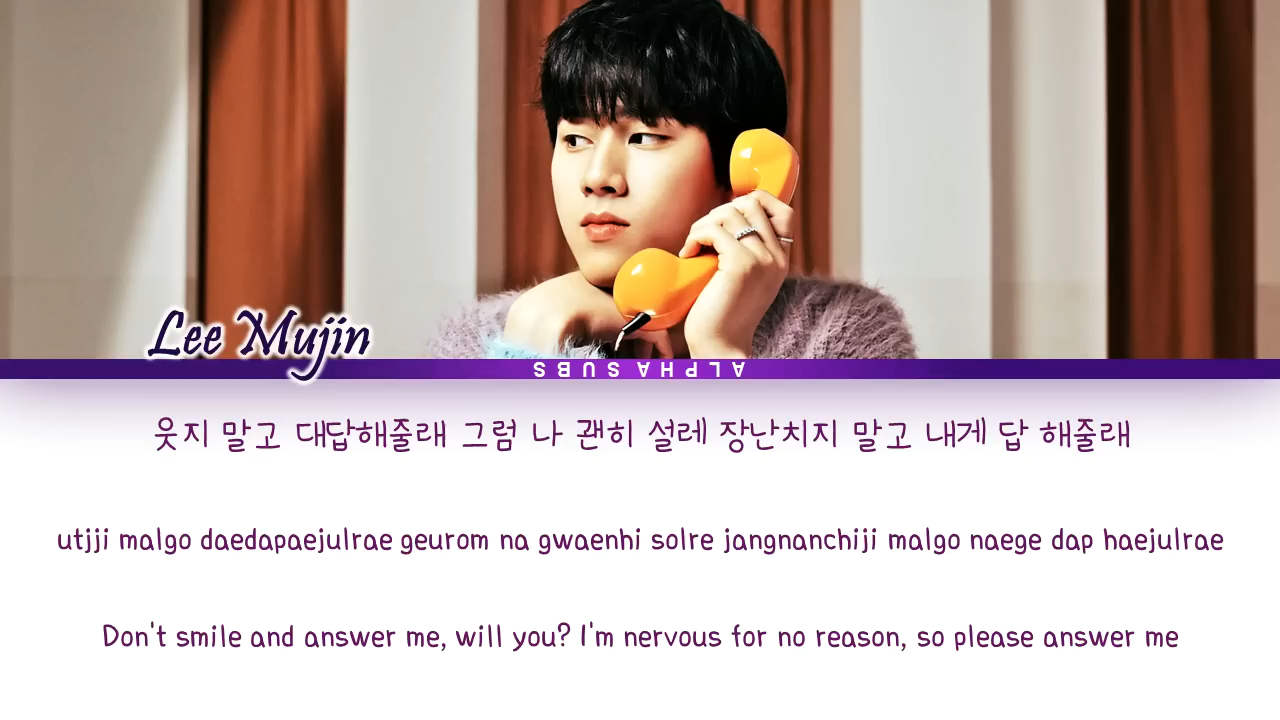 Lee Mujin
ALPHA SUBS
웃지 말고 대답해줄래 그럼 나 괜히 설레 장난치지 말고 내게 답 해줄래
utjji malgo daedapaejulrae geurom na gwaenhi solre jangnanchiji malgo naege dap haejulrae
Don't smile and answer me, will you? I'm nervous for no reason, so please answer me